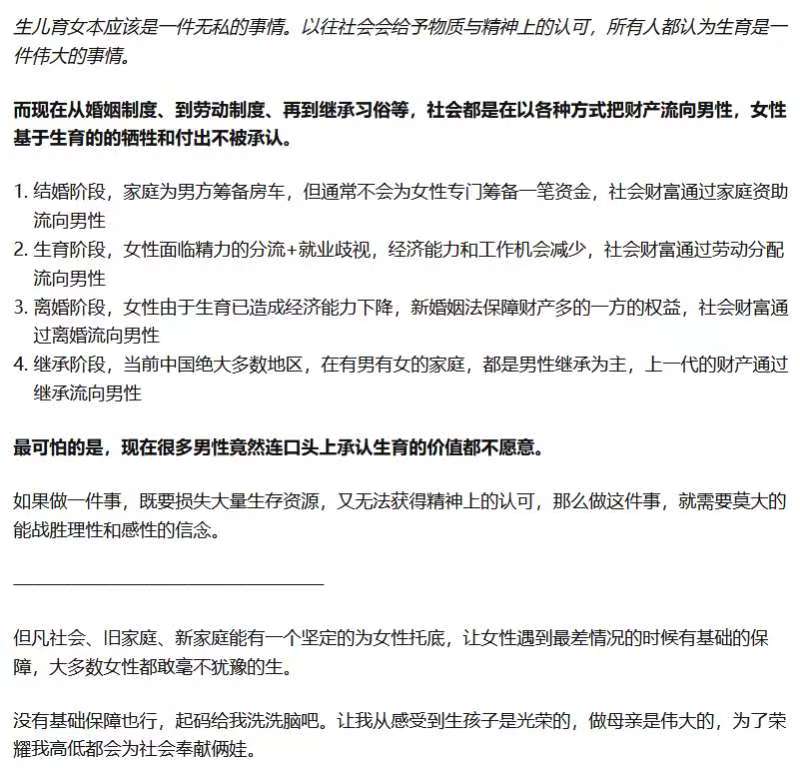 生儿育女本应该是一件无私的事情。以往社会会给予物质与精神上的认可，所有人都认为生育是一
件伟大的事情。
而现在从婚姻制度、到劳动制度、再到继承习俗等，社会都是在以各种方式把财产流向男性，女性
基于生育的的牺牲和付出不被承认。
1. 结婚阶段，家庭为男方筹备房车，但通常不会为女性专门筹备一笔资金，社会财富通过家庭资助
流向男性
2. 生育阶段，女性面临精力的分流+就业歧视，经济能力和工作机会减少，社会财富通过劳动分配
流向男性
3. 离婚阶段，女性由于生育已造成经济能力下降，新婚姻法保障财产多的一方的权益，社会财富通
过离婚流向男性
4. 继承阶段，当前中国绝大多数地区，在有男有女的家庭，都是男性继承为主，上一代的财产通过
继承流向男性
最可怕的是，现在很多男性竟然连口头上承认生育的价值都不愿意。
如果做一件事，既要损失大量生存资源，又无法获得精神上的认可，那么做这件事，就需要莫大的
能战胜理性和感性的信念。
但凡社会、旧家庭、新家庭能有一个坚定的为女性托底，让女性遇到最差情况的时候有基础的保
障，大多数女性都敢毫不犹豫的生。
没有基础保障也行，起码给我洗洗脑吧。让我从感受到生孩子是光荣的，做母亲是伟大的，为了荣
耀我高低都会为社会奉献俩娃。